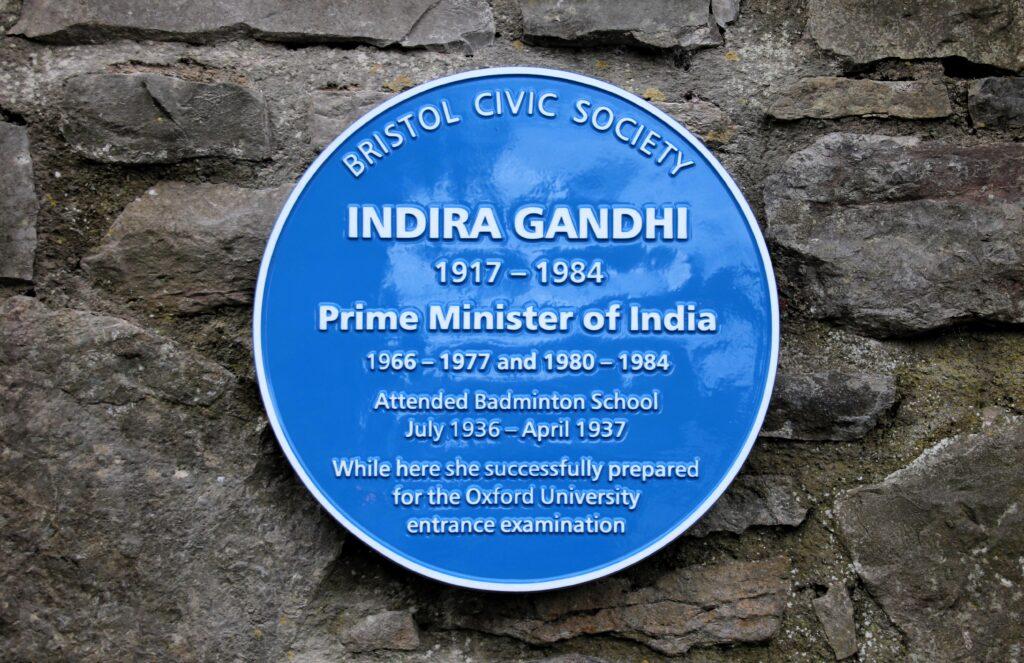 BRISTOL CIVIC SOCIETY
INDIRA GANDHI
1917 – 1984
Prime Minister of India
1966 – 1977 and 1980 – 1984
Attended Badminton School
July 1936 – April 1937
While here she successfully prepared
for the Oxford University
entrance examination